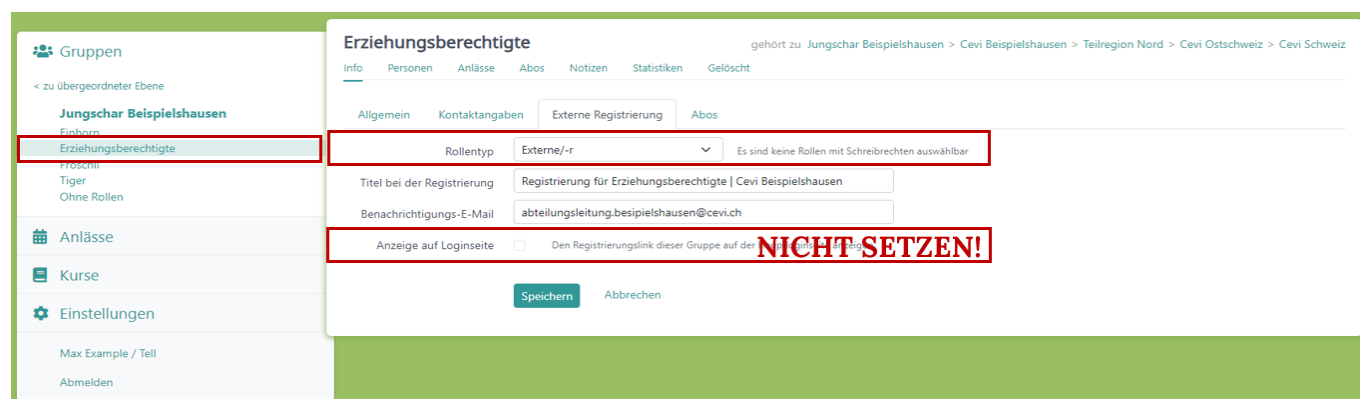 Gruppen
< zu übergeordneter Ebene
Jungschar Beispielshausen
Einhorn
Erziehungsberechtigte
Fröschli
Tiger
Ohne Rollen
Anlässe
Kurse
Einstellungen
Max Example / Tell
Abmelden
Erziehungsberechtigte
gehört zu Jungschar Beispielshausen > Cevi Beispielshausen > Teilregion Nord > Cevi Ostschweiz > Cevi Schweiz
Info Personen Anlässe Abos Notizen Statistiken Gelöscht
Allgemein Kontaktangaben Externe Registrierung Abos
Rollentyp Externe/-r Es sind keine Rollen mit Schreibrechten auswählbar
Titel bei der Registrierung Registrierung für Erziehungsberechtigte | Cevi Beispielshausen
Benachrichtigungs-E-Mail abteilungsleitung.besipielshausen@cevi.ch
Anzeige auf Loginseite Den Registrierungslink dieser Gruppe auf der
NICHT SETZEN!
Speichern Abbrechen